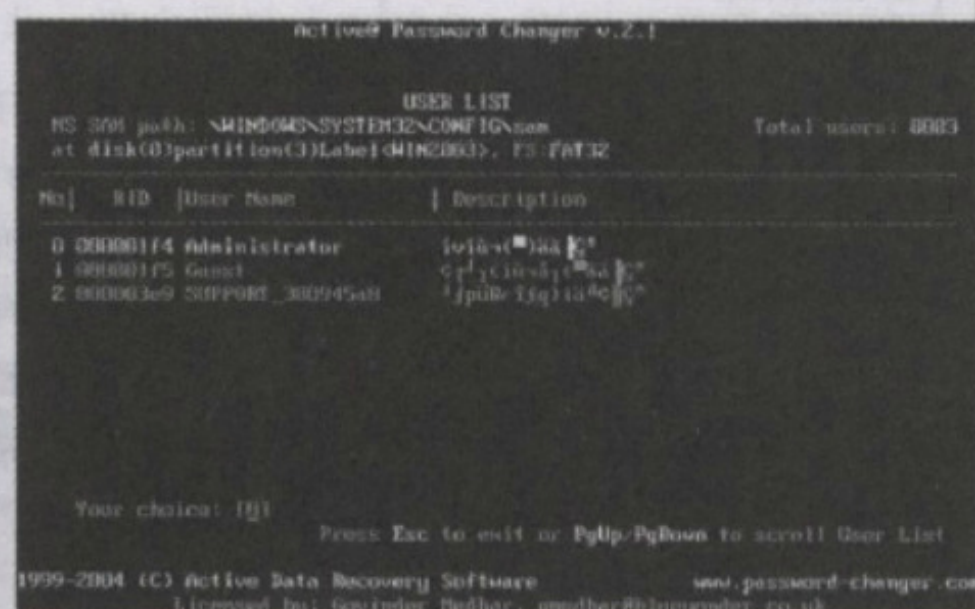 Active@ Password Changer v.2.1
USER LIST
MS SAM path: \WINDOWS\SYSTEM32\CONFIG\sam Total users: 0003
at disk(0)partition(3)Label<WIN2003>, FS:FAT32
No| RID |User Name | Description
0 000001f4 Administrator
1 000001f5 Guest
2 000003e9 SUPPORT_388945a0
Your choice: [0]
Press Esc to exit or PgUp/PgDown to scroll User List
1999-2004 (C) Active Data Recovery Software www.password-changer.com
Licensed by: Govinder